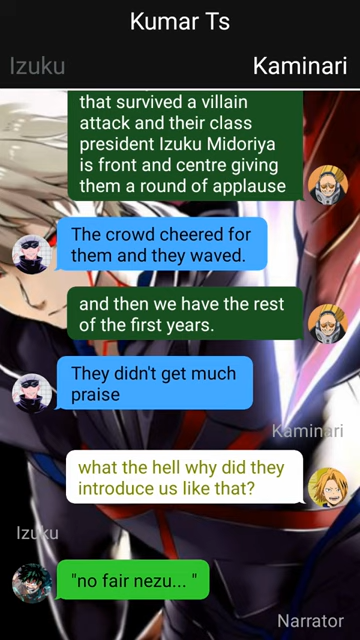 Kumar Ts
Izuku
Kaminari
that survived a villain
attack and their class
president Izuku Midoriya
is front and centre giving
them a round of applause
The crowd cheered for
them and they waved.
and then we have the rest
of the first years.
They didn't get much
praise
Kaminari
what the hell why did they
introduce us like that?
Izuku
"no fair nezu... "
Narrator